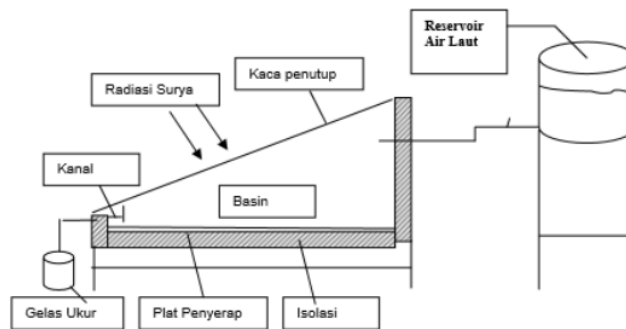 Reservoir
Air Laut
Kaca penutup
Radiasi Surya
Kanal
Basin
Gelas Ukur
Plat Penyerap
Isolasi